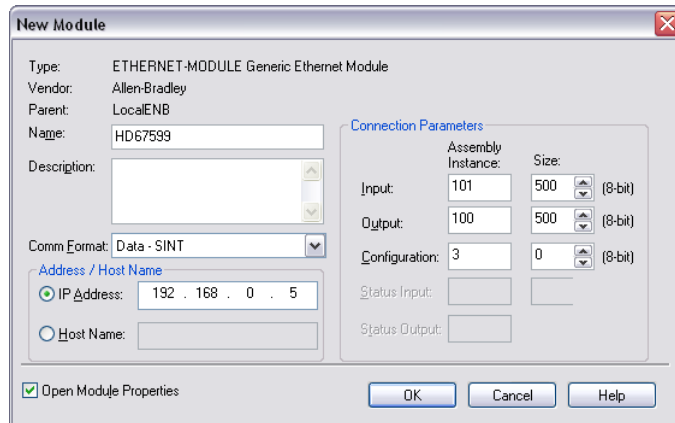 New Module
Type: ETHERNET-MODULE Generic Ethernet Module
Vendor: Allen-Bradley
Parent: LocalENB
Name: HD67599
Description:
Comm Format: Data - SINT
Address / Host Name
IP Address: 192 . 168 . 0 . 5
Host Name:
Connection Parameters
Assembly
Instance: Size:
Input: 101 500 (8-bit)
Output: 100 500 (8-bit)
Configuration: 3 0 (8-bit)
Status Input:
Status Output:
Open Module Properties
OK Cancel Help